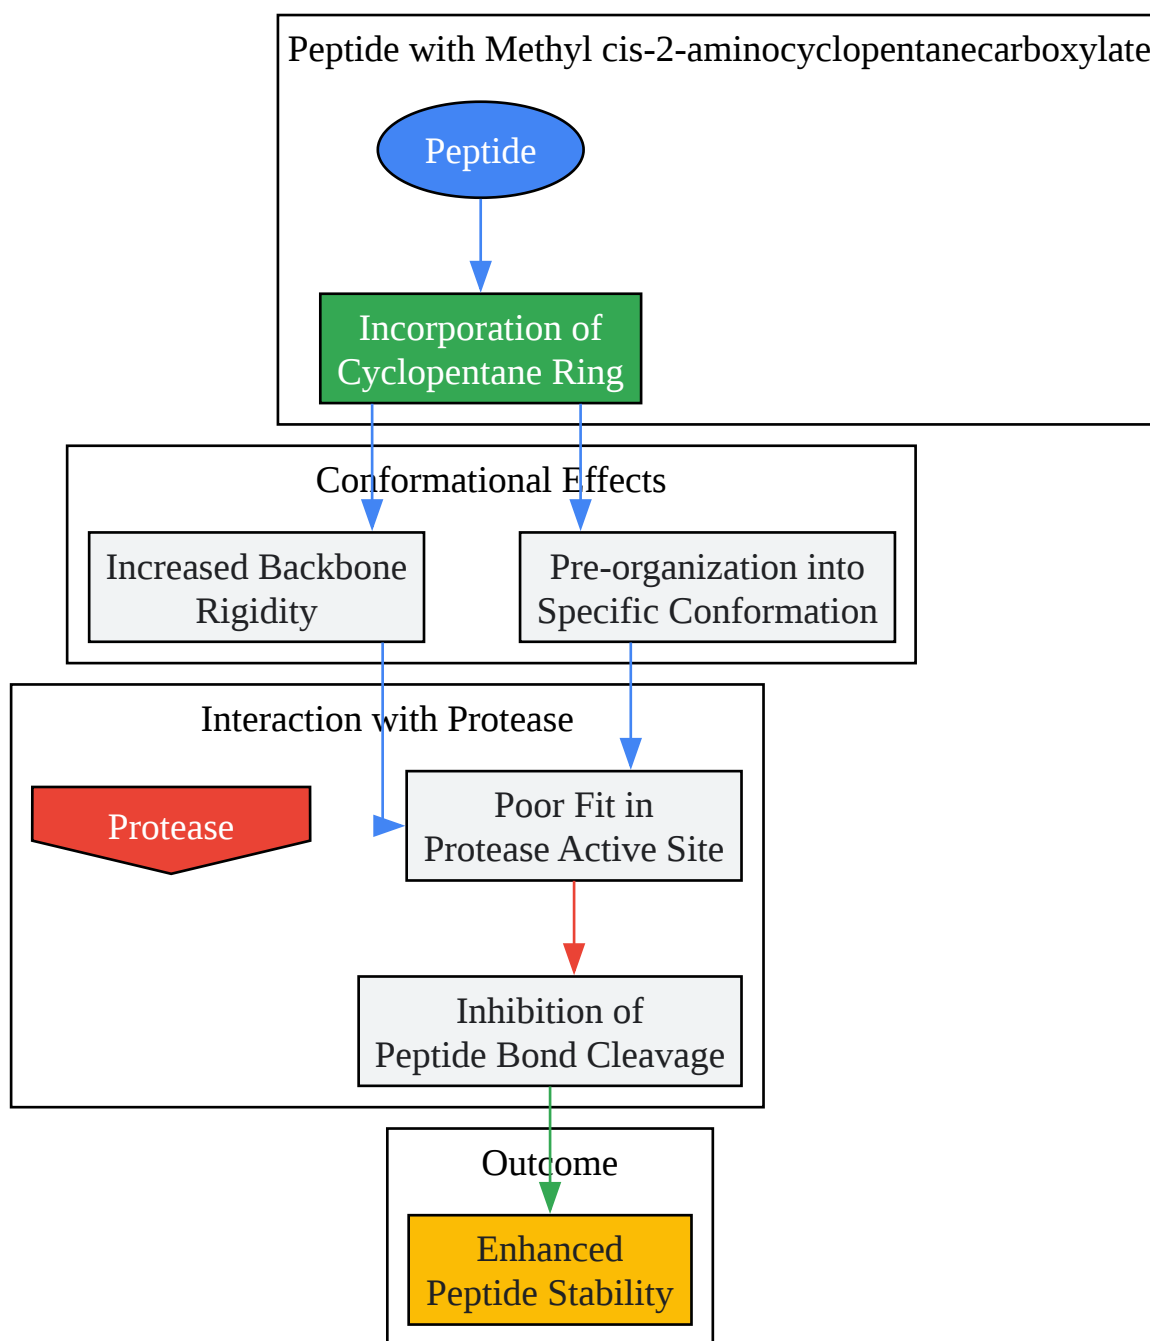 Peptide with Methyl cis-2-aminocyclopentanecarboxylate
Peptide
Incorporation of
Cyclopentane Ring
Conformational Effects
Increased Backbone
Rigidity
Pre-organization into
Specific Conformation
Interaction with Protease
Protease
Poor Fit in
Protease Active Site
Inhibition of
Peptide Bond Cleavage
Outcome
Enhanced
Peptide Stability